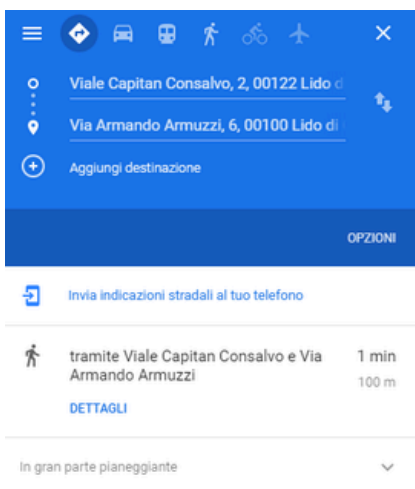 Viale Capitan Consalvo, 2, 00122 Lido d
Via Armando Armuzzi, 6, 00100 Lido di
Aggiungi destinazione
OPZIONI
Invia indicazioni stradali al tuo telefono
tramite Viale Capitan Consalvo e Via 1 min
Armando Armuzzi 100 m
DETTAGLI
In gran parte pianeggiante